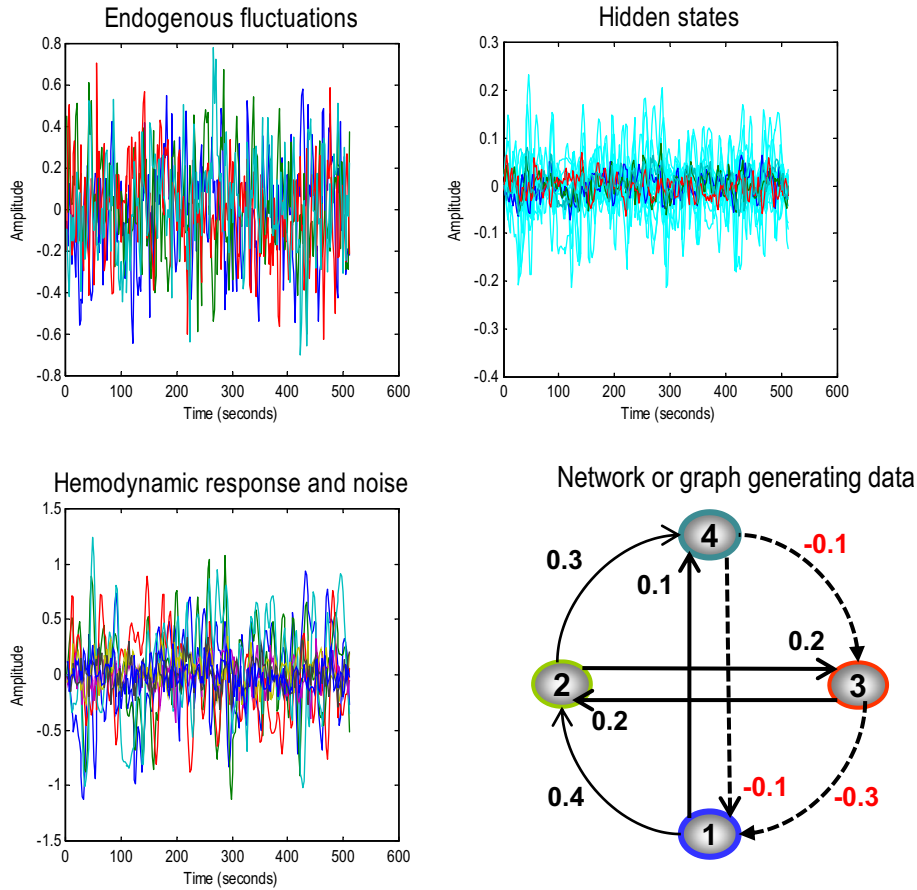 Endogenous fluctuations
0.8
0.6
0.4
0.2
0
-0.2
-0.4
-0.6
-0.8
Amplitude
0 100 200 300 400 500 600
Time (seconds)
Hidden states
0.3
0.2
0.1
0
-0.1
-0.2
-0.3
-0.4
Amplitude
0 100 200 300 400 500 600
Time (seconds)
Hemodynamic response and noise
1.5
1
0.5
0
-0.5
-1
-1.5
Amplitude
0 100 200 300 400 500 600
Time (seconds)
Network or graph generating data
4
0.3
-0.1
0.1
0.2
2
3
0.2
0.4
-0.1
-0.3
1